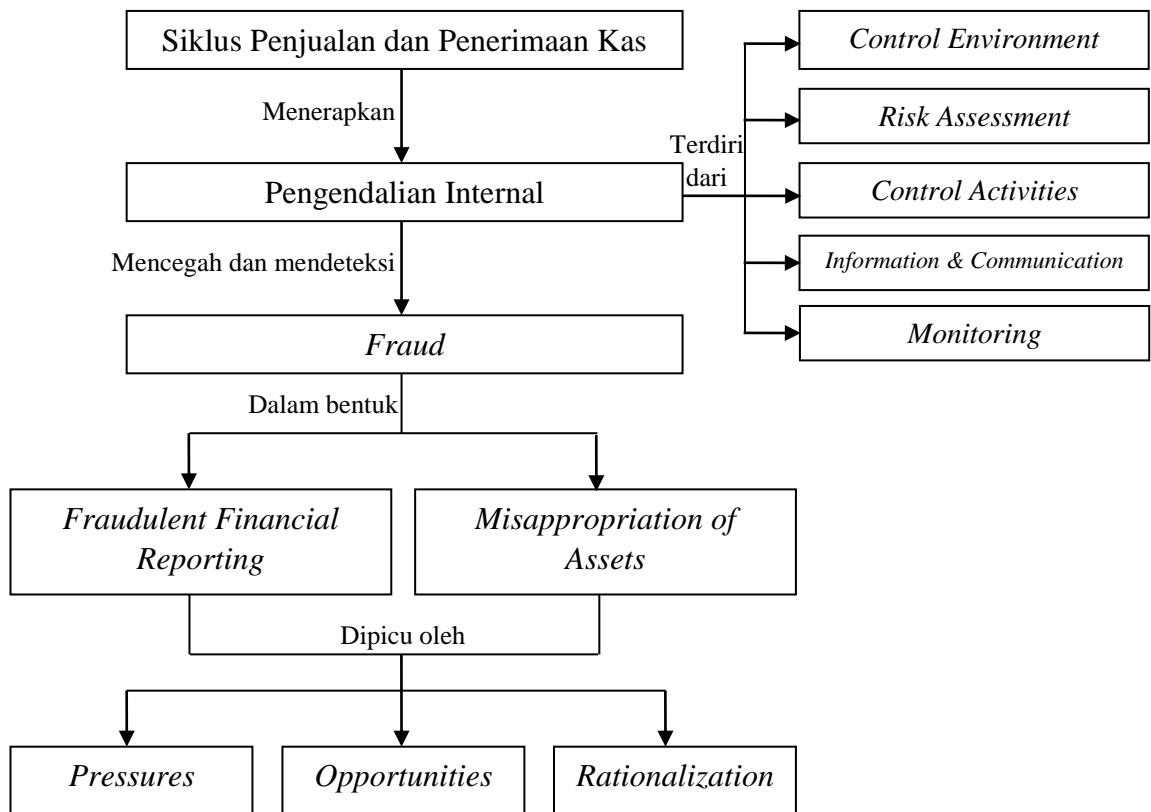 Siklus Penjualan dan Penerimaan Kas
Menerapkan
Pengendalian Internal
Terdiri
dari
Control Environment
Risk Assessment
Control Activities
Information & Communication
Monitoring
Mencegah dan mendeteksi
Fraud
Dalam bentuk
Fraudulent Financial
Reporting
Misappropriation of
Assets
Dipicu oleh
Pressures
Opportunities
Rationalization